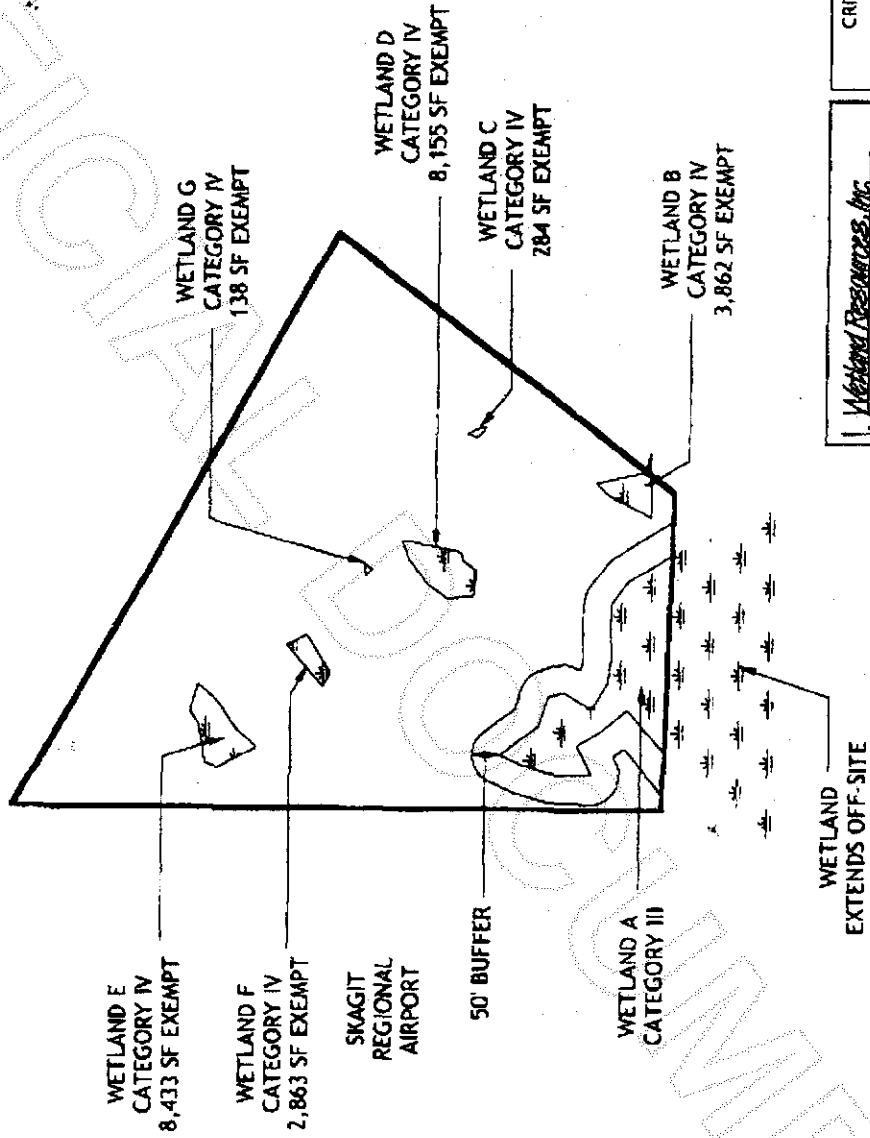 WETLAND E
CATEGORY IV
8,433 SF EXEMPT
WETLAND F
CATEGORY IV
2,863 SF EXEMPT
SKAGIT
REGIONAL
AIRPORT
50' BUFFER
WETLAND A
CATEGORY III
WETLAND
EXTENDS OFF-SITE
WETLAND G
CATEGORY IV
138 SF EXEMPT
WETLAND D
CATEGORY IV
8,155 SF EXEMPT
WETLAND C
CATEGORY IV
284 SF EXEMPT
WETLAND B
CATEGORY IV
3,862 SF EXEMPT
Wetland Resources, Inc.